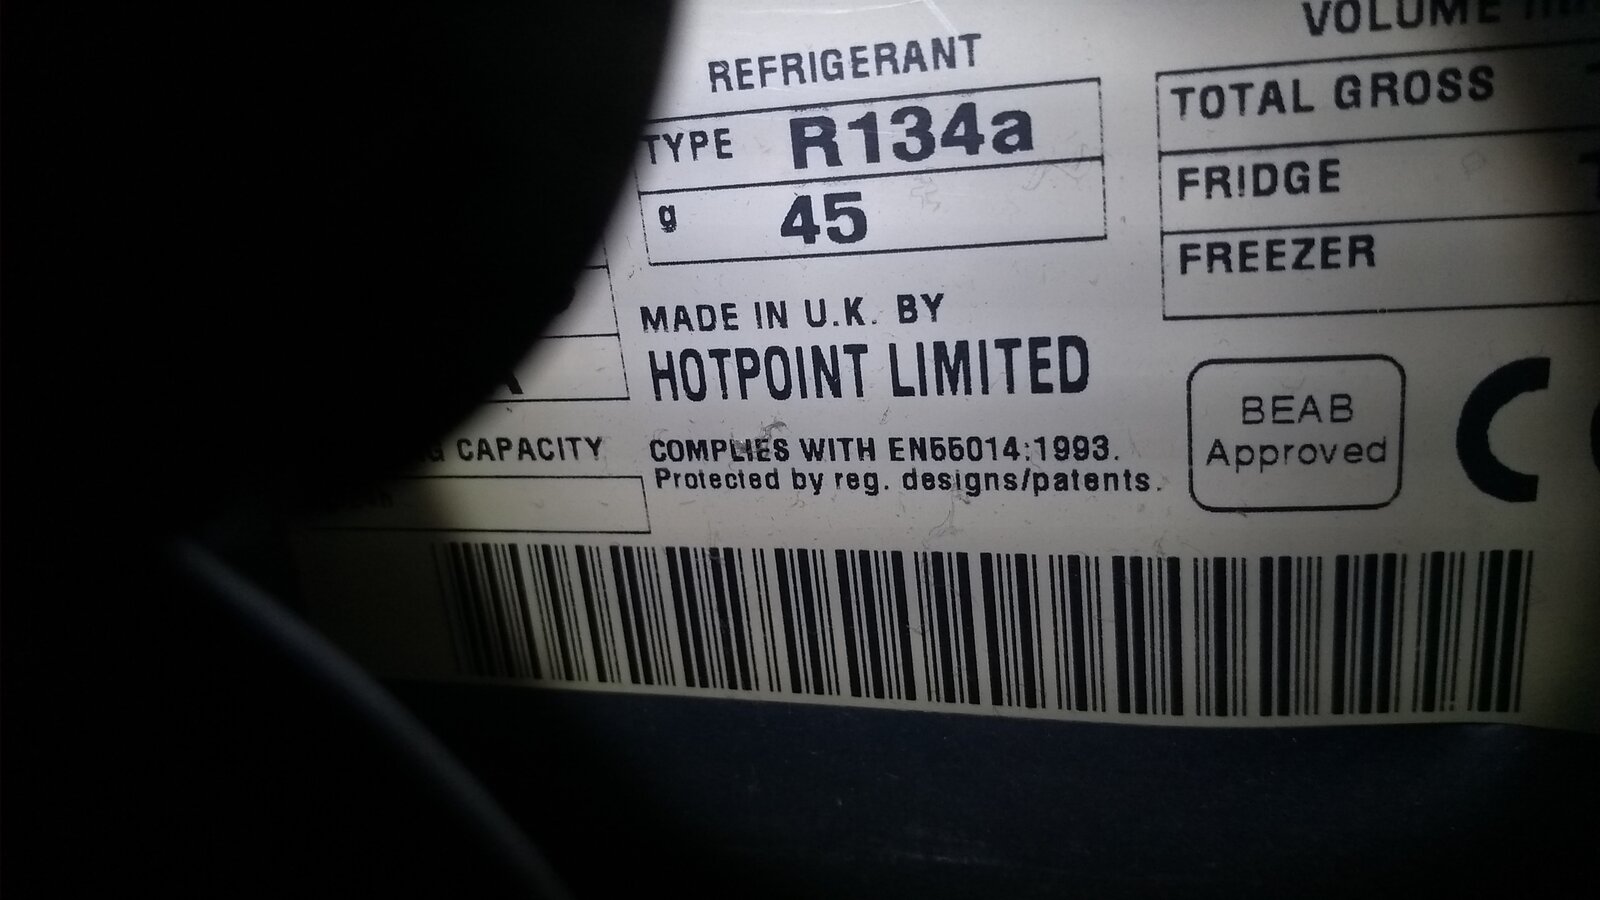 REFRIGERANT
TYPE R134a
g 45
MADE IN U.K. BY
HOTPOINT LIMITED
COMPLIES WITH EN55014:1993.
Protected by reg. designs/patents.
CAPACITY
VOLUME
TOTAL GROSS
FRIDGE
FREEZER
BEAB
Approved
C